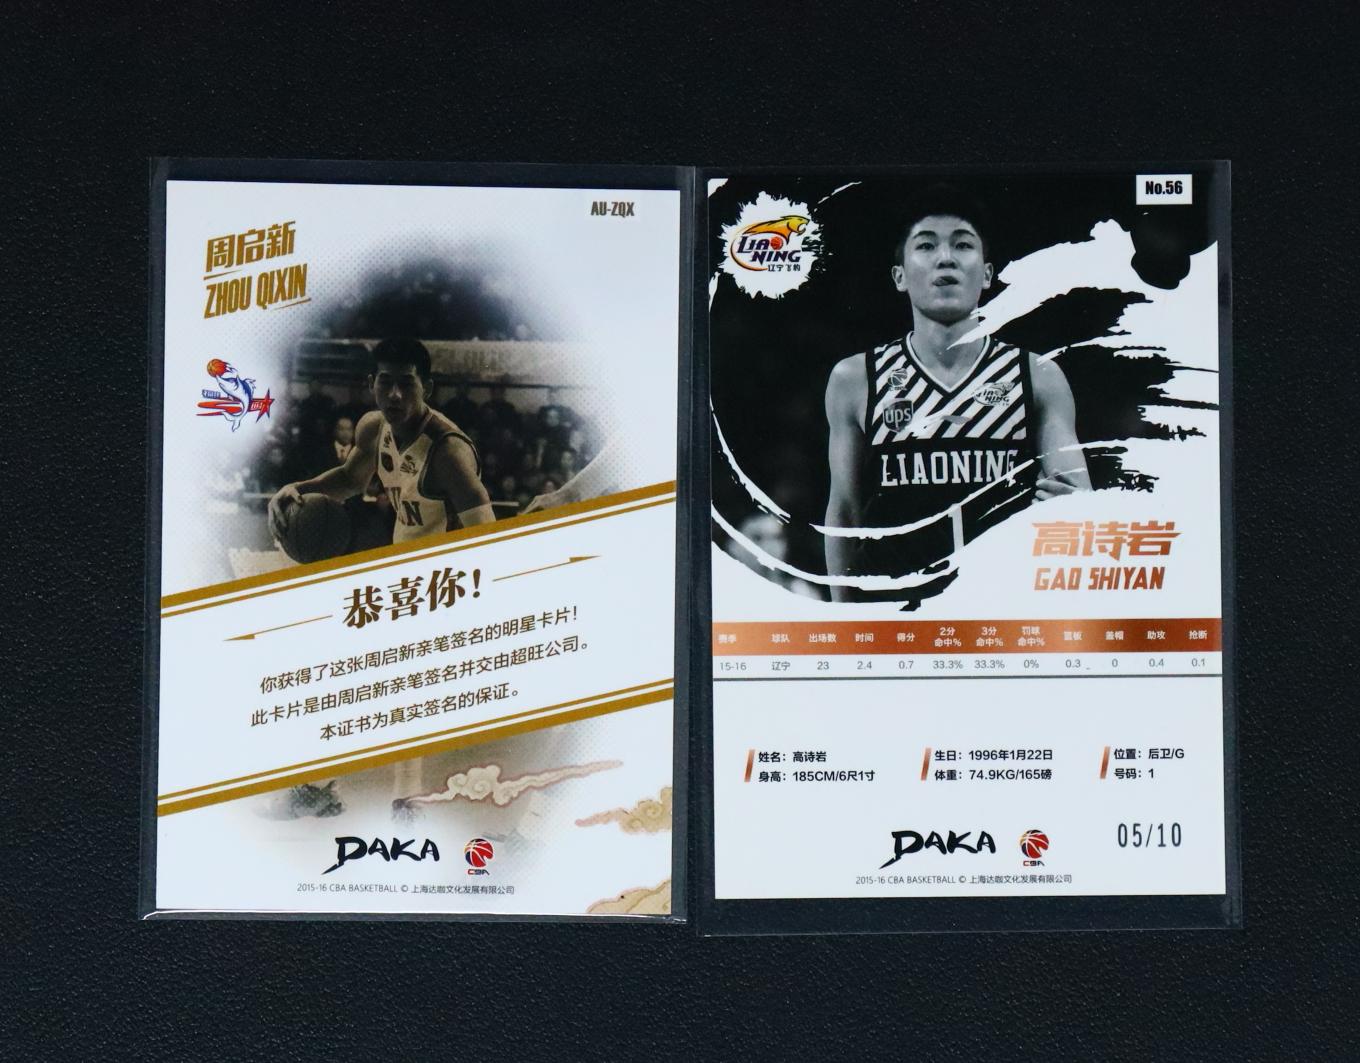 AU-ZQX
周启新
ZHOU QIXIN
恭喜你！
你获得了这张周启新亲笔签名的明星卡片！
此卡片是由周启新亲笔签名并交由超旺公司。
本证书为真实签名的保证。
DAKA
CBA
2015-16 CBA BASKETBALL © 上海达咖文化发展有限公司
No.56
LIAONING
辽宁飞豹
ups
LIAONING
高诗岩
GAO SHIYAN
赛季 球队 出场数 时间 得分 2分命中% 3分命中% 罚球命中% 篮板 盖帽 助攻 抢断
15-16 辽宁 23 2.4 0.7 33.3% 33.3% 0% 0.3 0 0.4 0.1
姓名：高诗岩 生日：1996年1月22日 位置：后卫/G
身高：185CM/6尺1寸 体重：74.9KG/165磅 号码：1
05/10
DAKA
CBA
2015-16 CBA BASKETBALL © 上海达咖文化发展有限公司